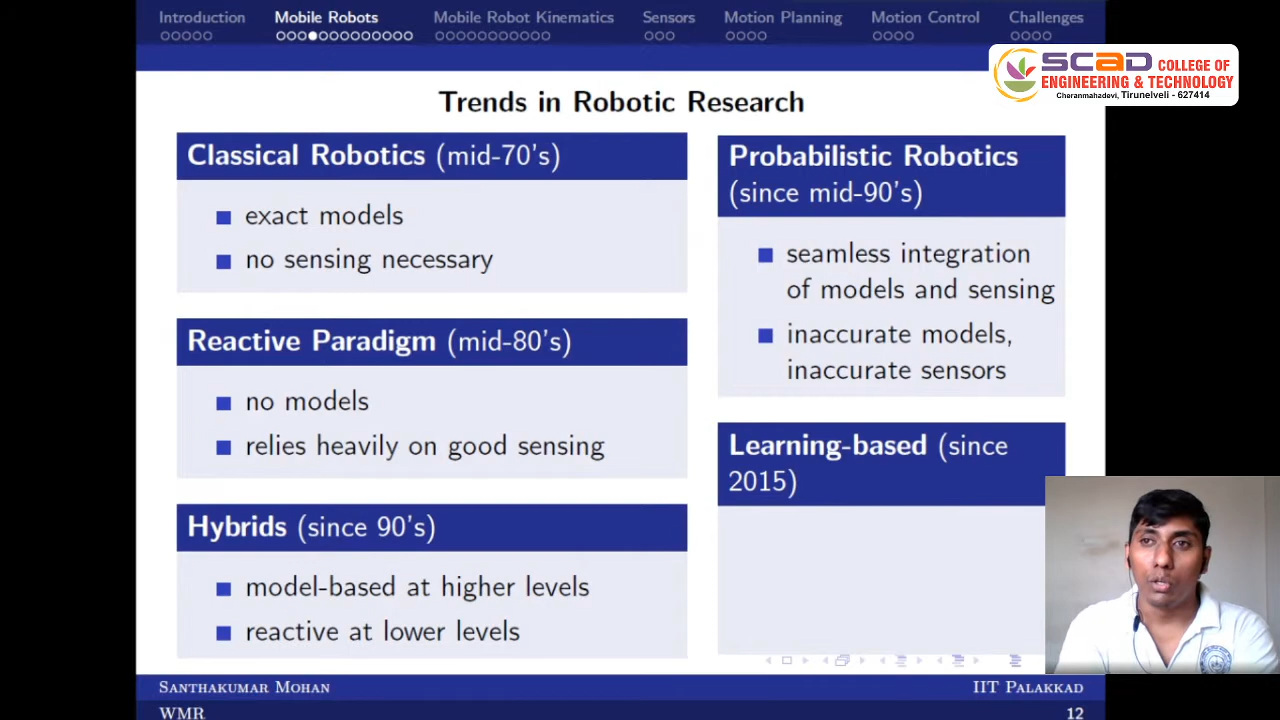 Introduction Mobile Robots Mobile Robot Kinematics Sensors Motion Planning Motion Control Challenges
SCAD COLLEGE OF
ENGINEERING & TECHNOLOGY
Cheranmahadevi, Tirunelveli - 627414
Trends in Robotic Research
Classical Robotics (mid-70's)
exact models
no sensing necessary
Reactive Paradigm (mid-80's)
no models
relies heavily on good sensing
Hybrids (since 90's)
model-based at higher levels
reactive at lower levels
Probabilistic Robotics
(since mid-90's)
seamless integration
of models and sensing
inaccurate models,
inaccurate sensors
Learning-based (since
2015)
Santhakumar Mohan IIT Palakkad
WMR 12